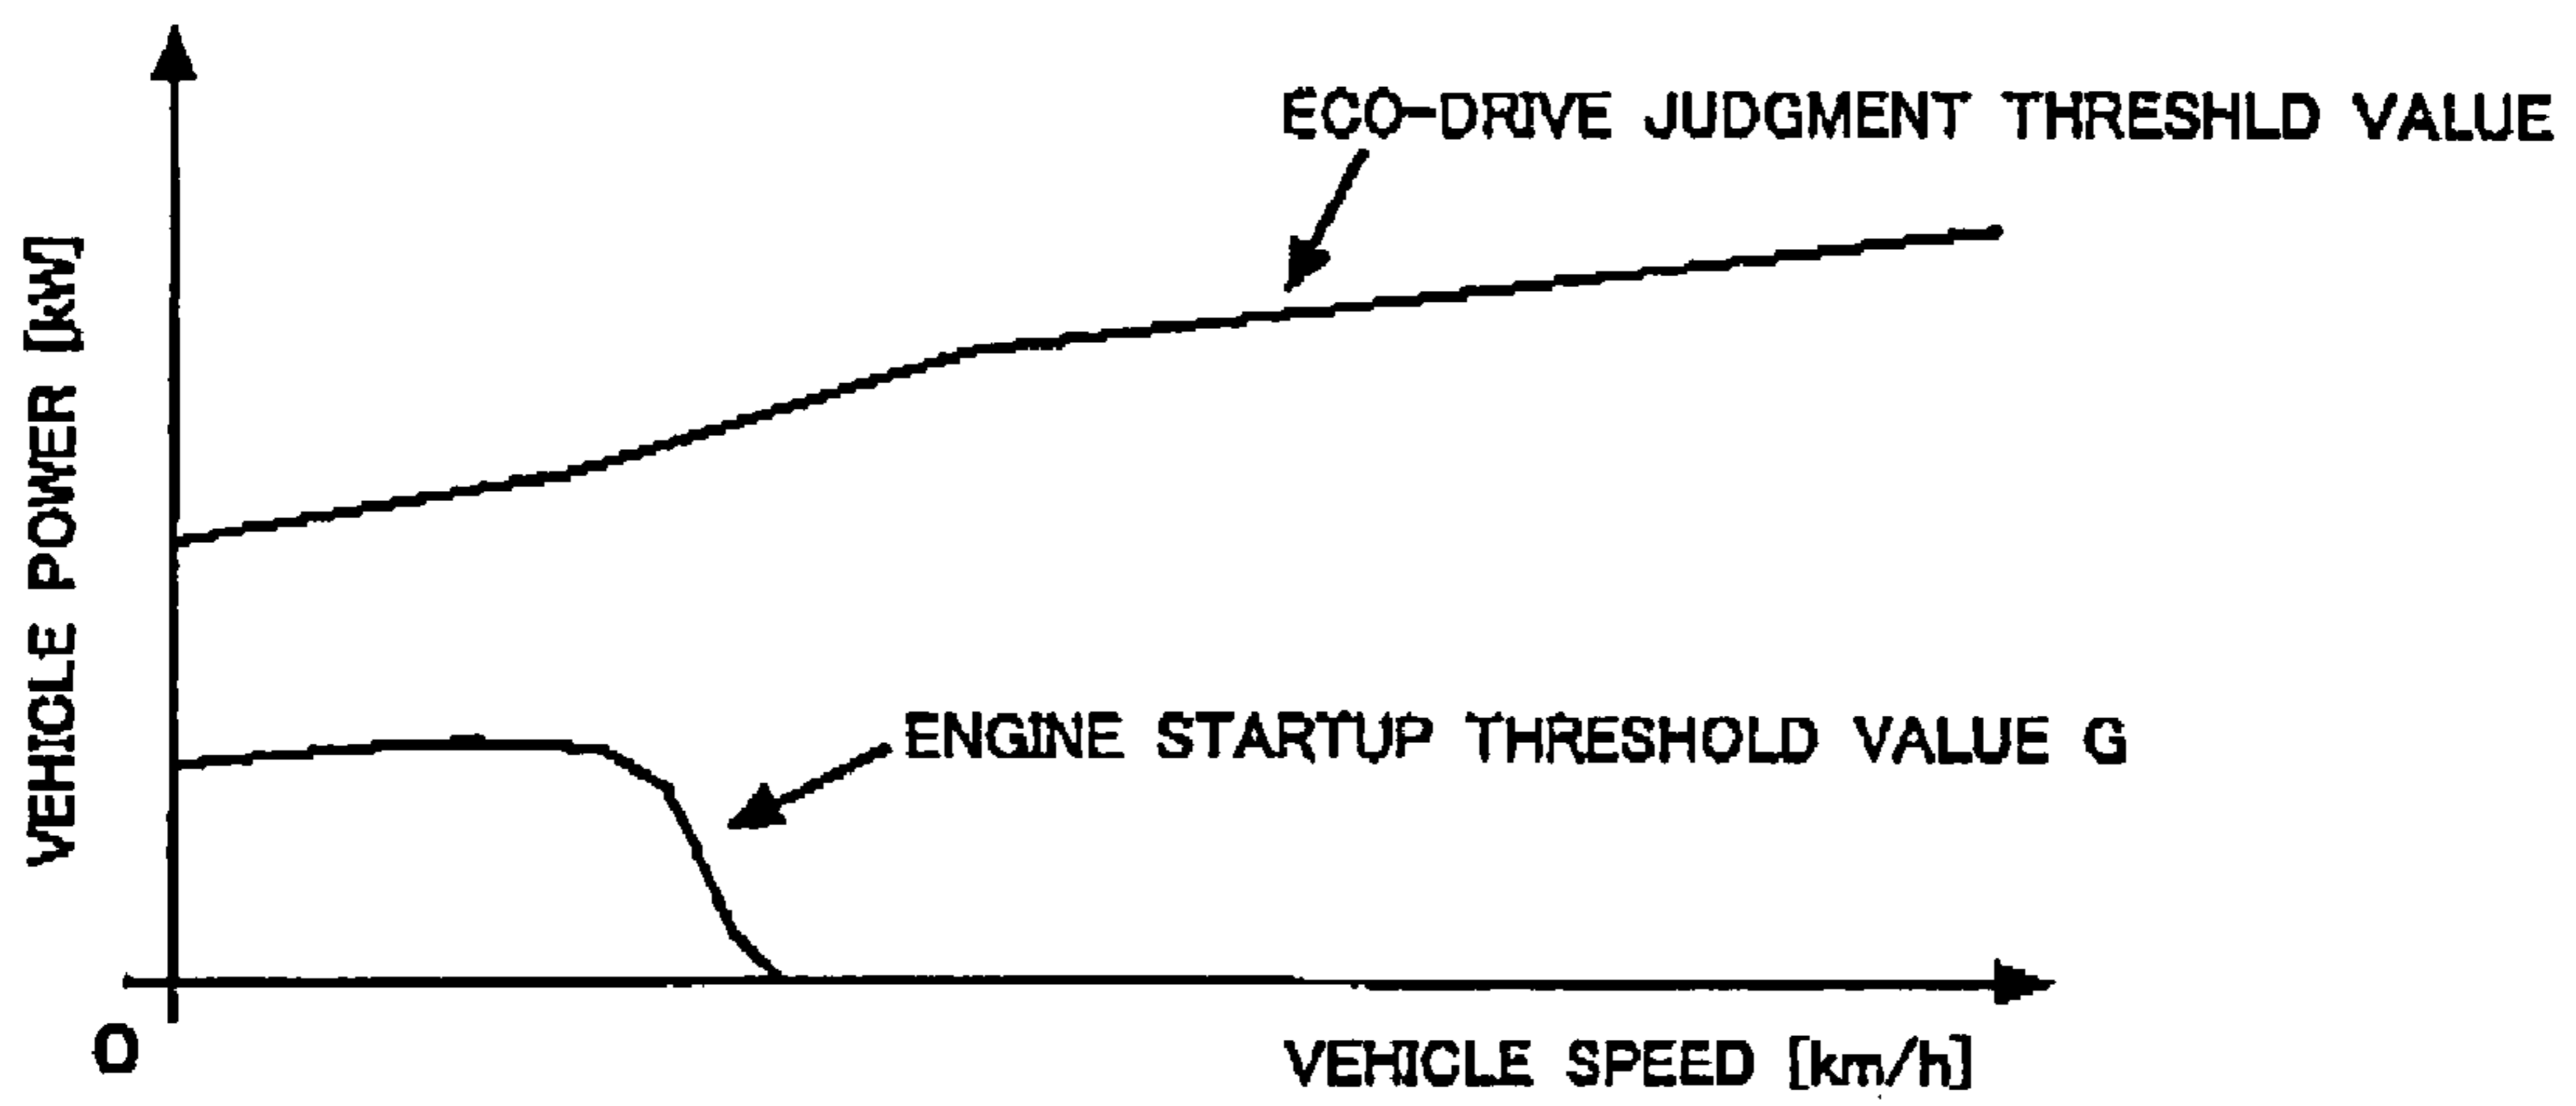 ECO-DRIVE JUDGMENT THRESHLD VALUE
VEHICLE POWER [kW]
ENGINE STARTUP THRESHOLD VALUE G
0
VEHICLE SPEED [km/h]